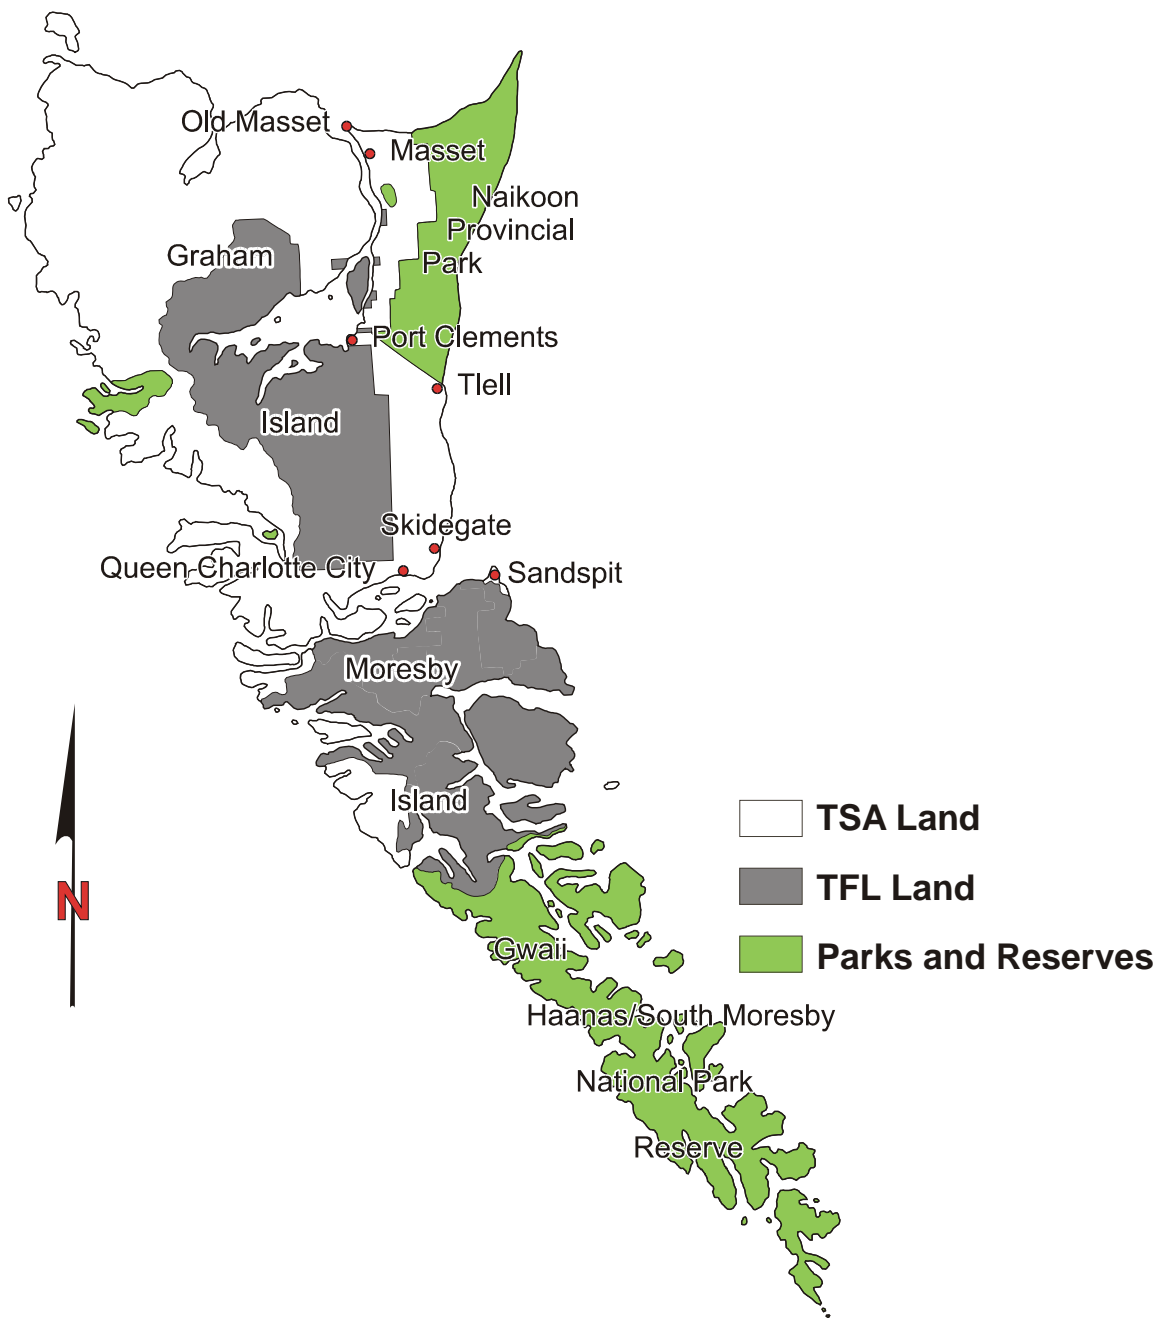 Old Masset
Masset
Naikoon
Provincial
Park
Graham
Port Clements
Tlell
Island
Skidegate
Queen Charlotte City
Sandspit
Moresby
Island
TSA Land
TFL Land
Parks and Reserves
N
Gwaii
Haanas/South Moresby
National Park
Reserve